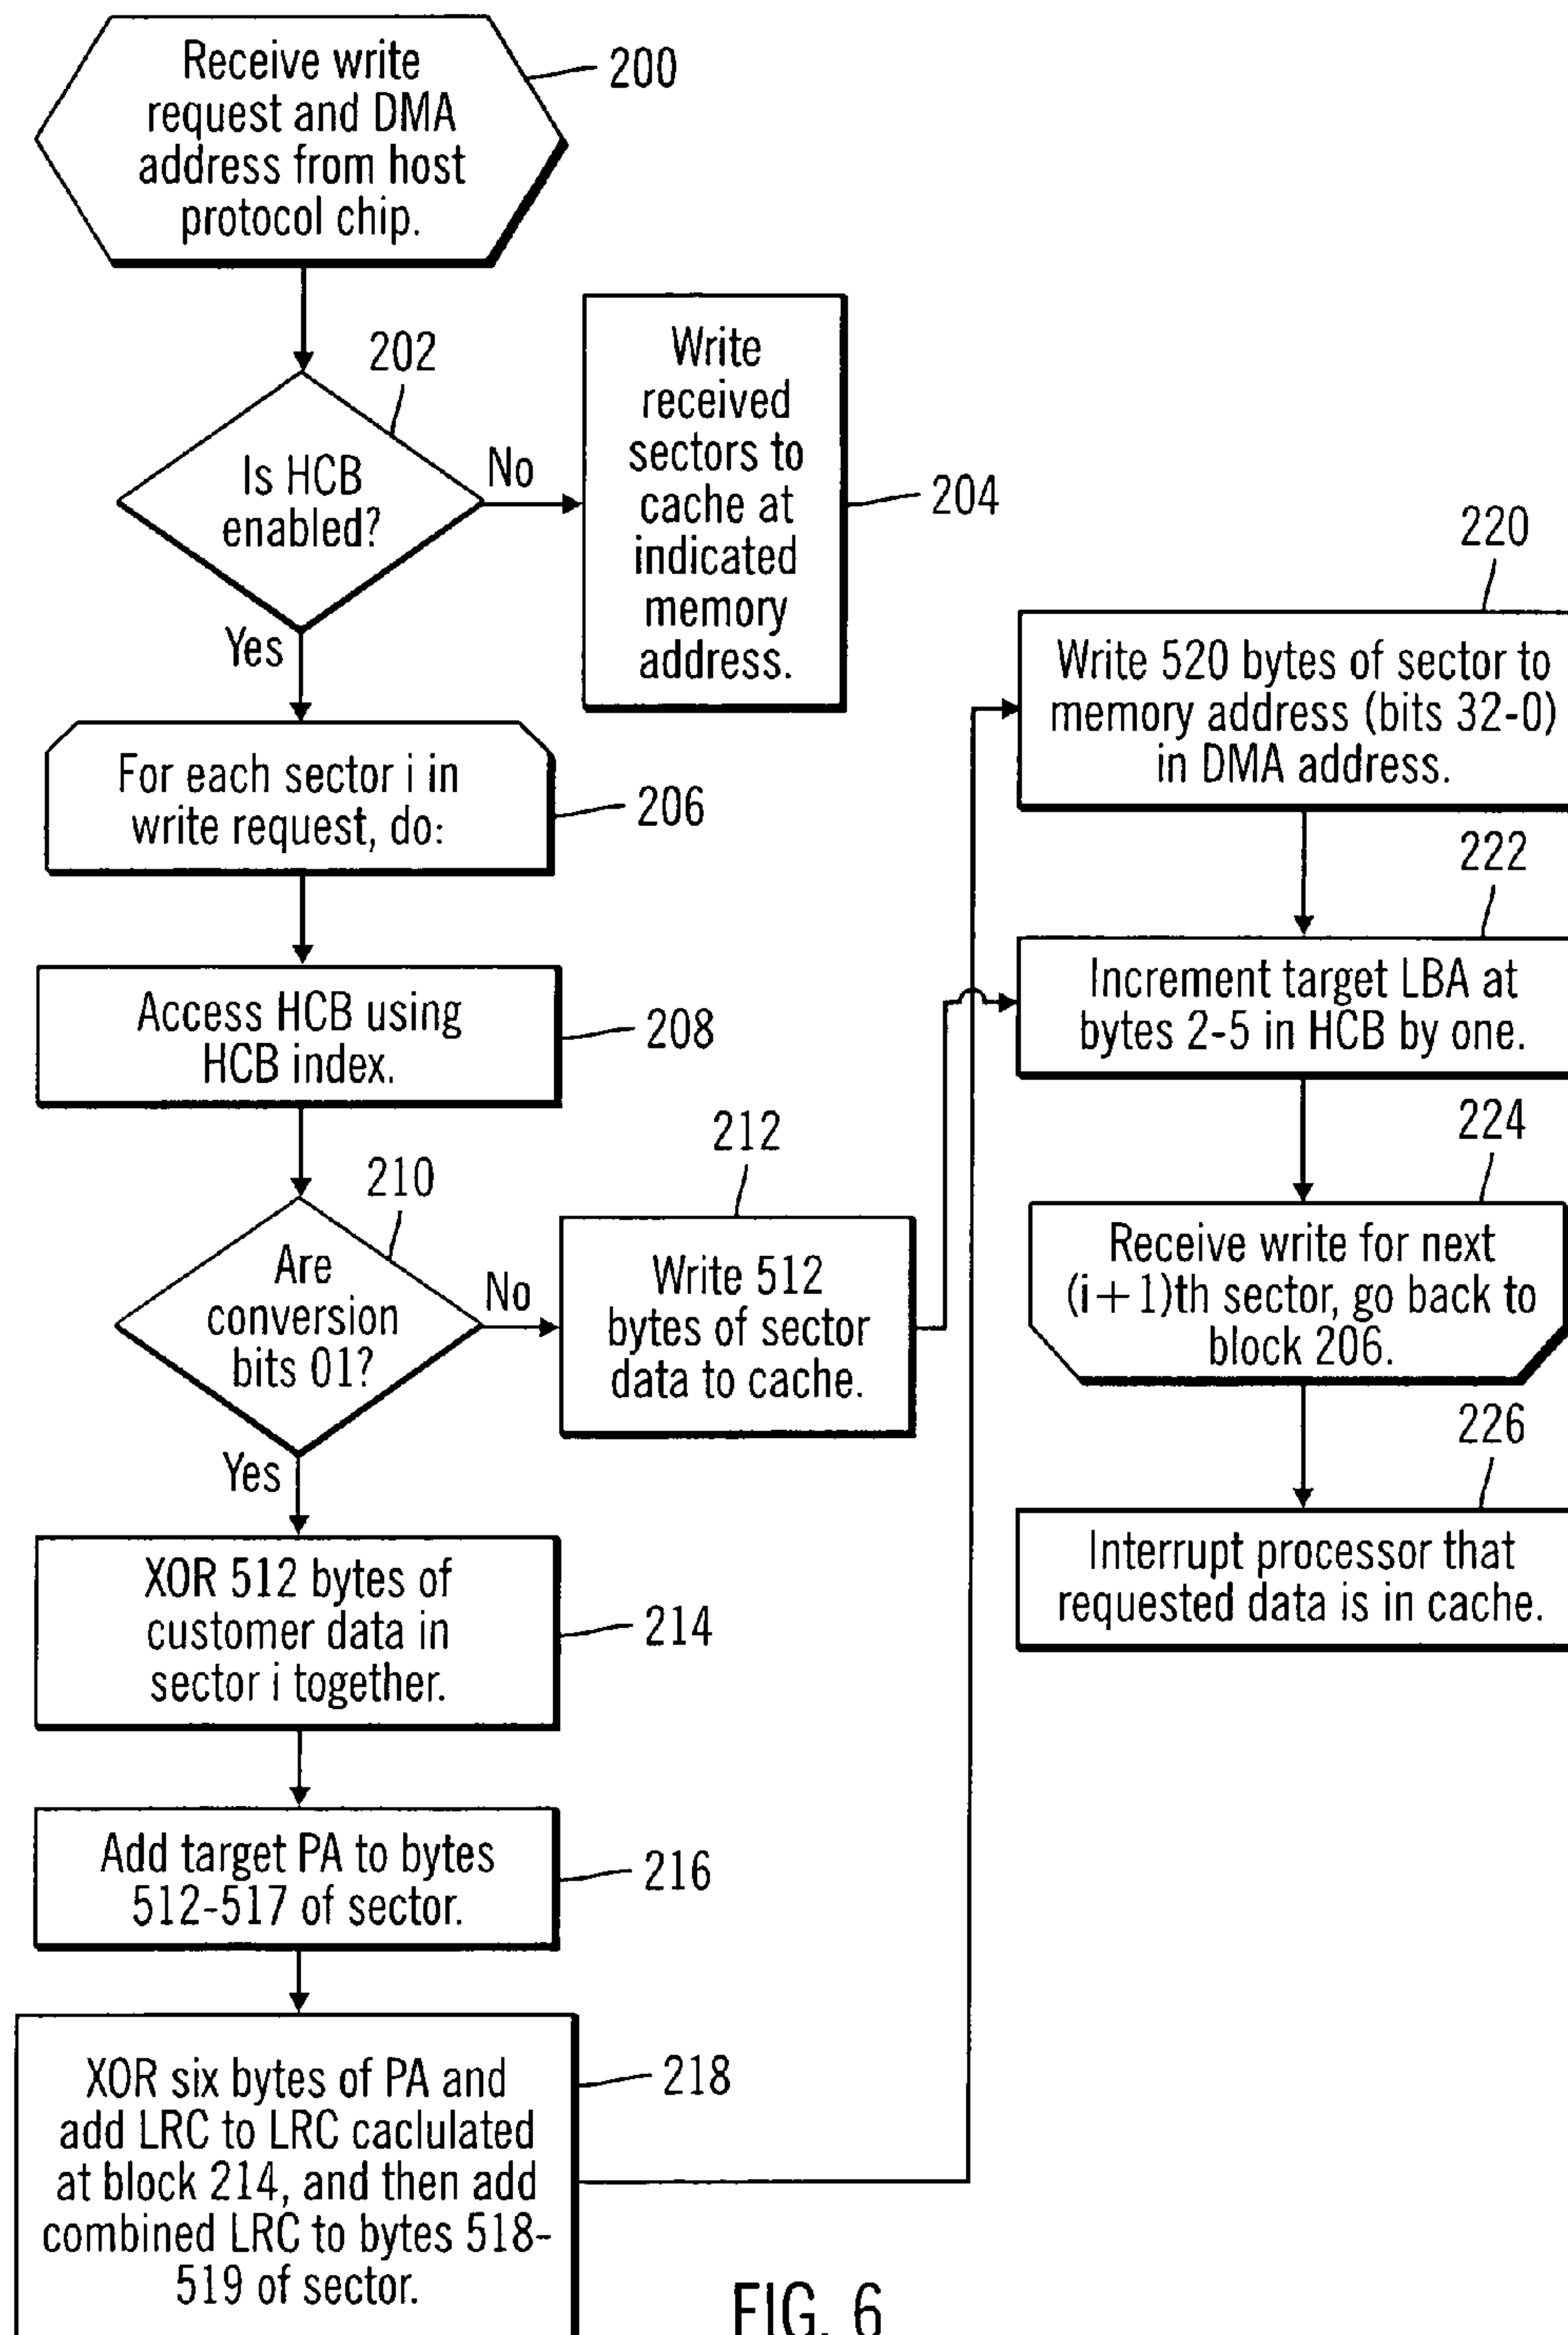 Receive write
request and DMA
address from host
protocol chip.
200
202
Is HCB
enabled?
No
Yes
Write
received
sectors to
cache at
indicated
memory
address.
204
For each sector i in
write request, do:
206
Access HCB using
HCB index.
208
210
Are
conversion
bits 01?
No
Yes
212
Write 512
bytes of sector
data to cache.
XOR 512 bytes of
customer data in
sector i together.
214
Add target PA to bytes
512-517 of sector.
216
XOR six bytes of PA and
add LRC to LRC caclulated
at block 214, and then add
combined LRC to bytes 518-
519 of sector.
218
220
Write 520 bytes of sector to
memory address (bits 32-0)
in DMA address.
222
Increment target LBA at
bytes 2-5 in HCB by one.
224
Receive write for next
(i+1)th sector, go back to
block 206.
226
Interrupt processor that
requested data is in cache.
FIG. 6